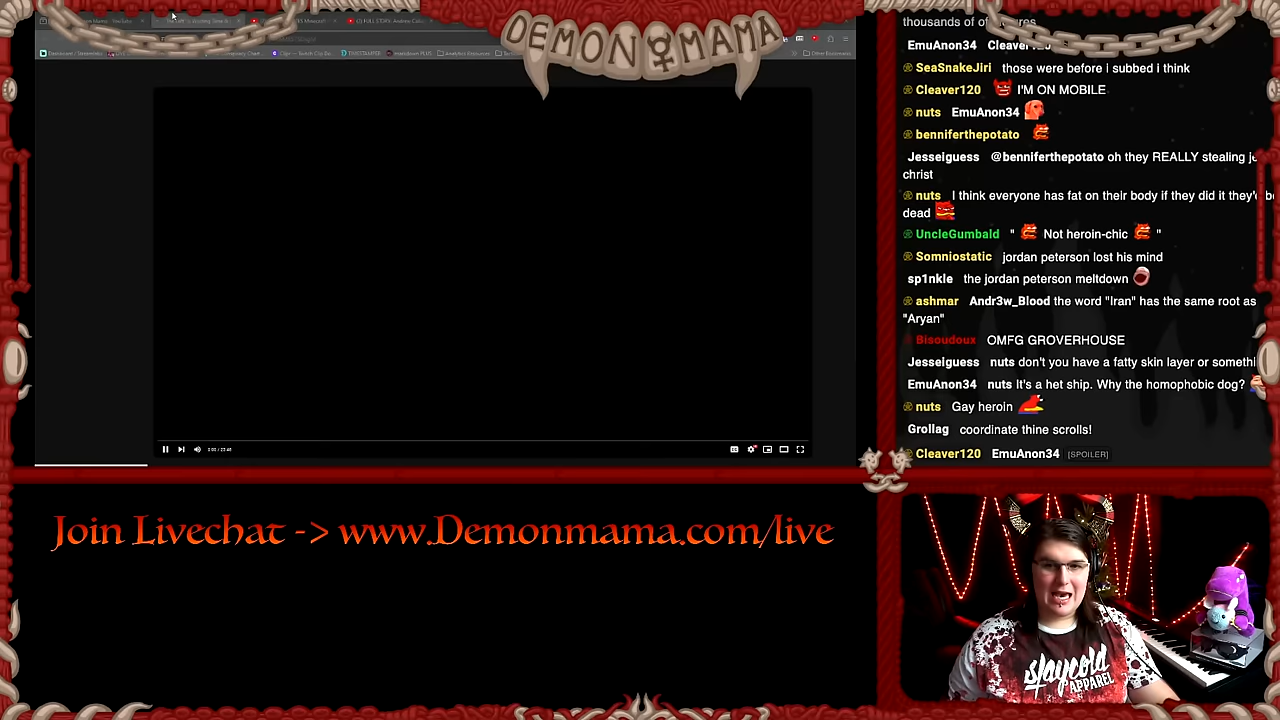 DEMON MAMA
Other Bookmarks
thousands of
EmuAnon34
SeaSnakeJiri those were before i subbed i think
Cleaver120 I'M ON MOBILE
nuts EmuAnon34
benniferthepotato
Jesseiguess @benniferthepotato oh they REALLY stealing je
christ
nuts I think everyone has fat on their body if they did it they'd be
dead
UncleGumbald " Not heroin-chic "
Somniostatic jordan peterson lost his mind
sp1nkle the jordan peterson meltdown
ashmar Andr3w_Blood the word "Iran" has the same root as
"Aryan"
Bisoudoux OMFG GROVERHOUSE
Jesseiguess nuts don't you have a fatty skin layer or somethi
EmuAnon34 nuts It's a het ship. Why the homophobic dog?
nuts Gay heroin
Grollag coordinate thine scrolls!
Cleaver120 EmuAnon34 [SPOILER]
Join Livechat -> www.Demonmama.com/live
staycold
APPAREL